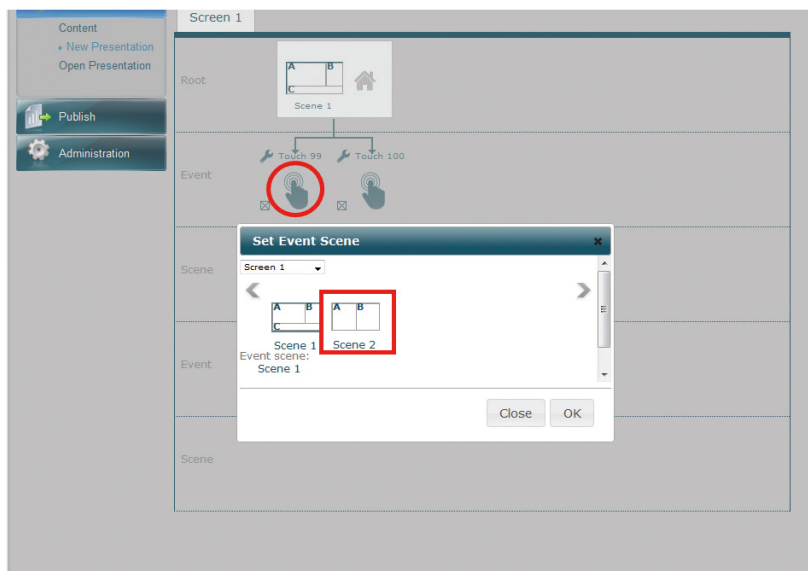 Content
• New Presentation
Open Presentation
Publish
Administration
Screen 1
Root
A B
C
Scene 1
Touch 99 Touch 100
Event
Set Event Scene
Scene
Screen 1
A B A B
C
Scene 1 Scene 2
Event scene:
Scene 1
Event
Close OK
Scene